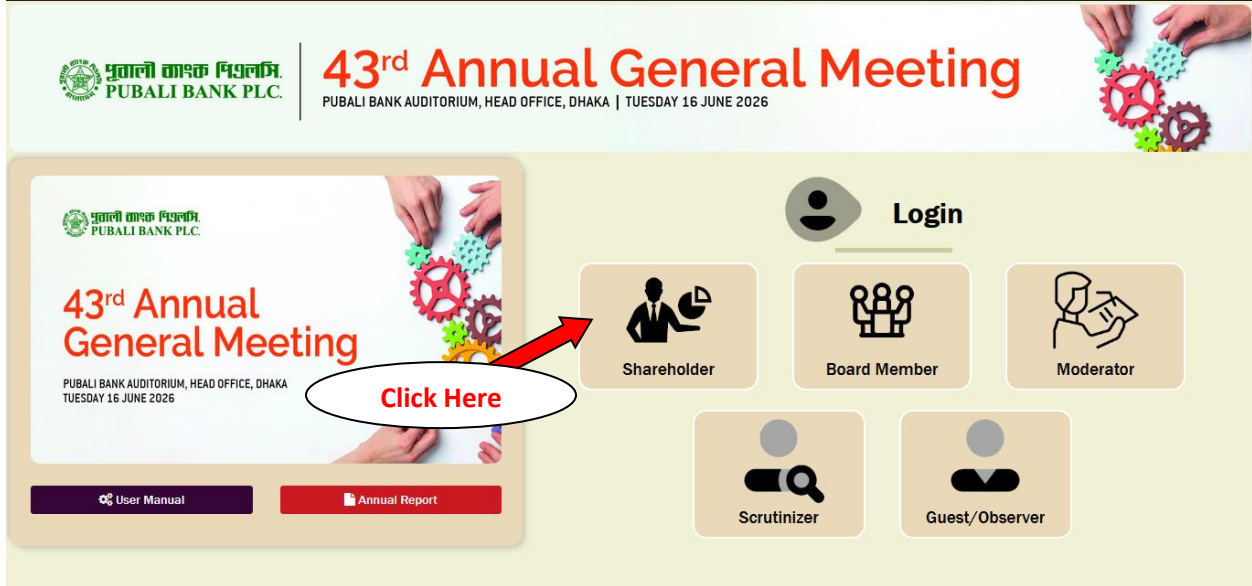 পূবালী ব্যাংক পিএলসি.
PUBALI BANK PLC.
43rd Annual General Meeting
PUBALI BANK AUDITORIUM, HEAD OFFICE, DHAKA | TUESDAY 16 JUNE 2026
পূবালী ব্যাংক পিএলসি.
PUBALI BANK PLC.
43rd Annual
General Meeting
PUBALI BANK AUDITORIUM, HEAD OFFICE, DHAKA
TUESDAY 16 JUNE 2026
Click Here
User Manual
Annual Report
Login
Shareholder
Board Member
Moderator
Scrutinizer
Guest/Observer